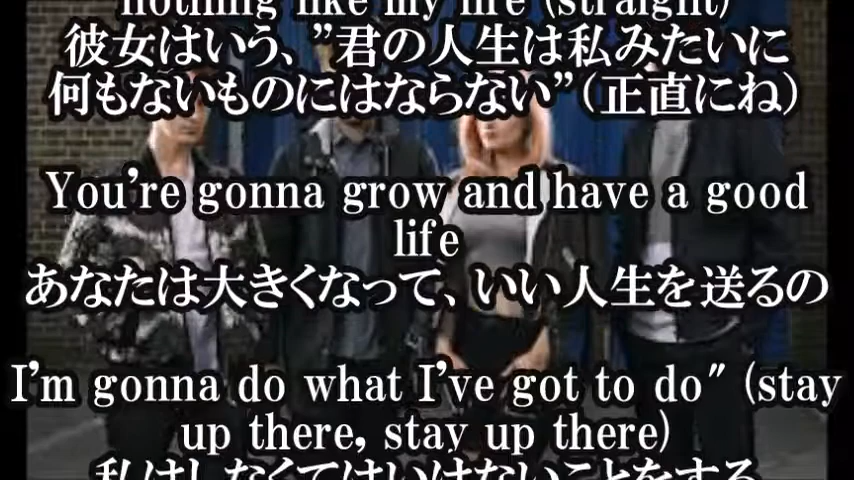 nothing like my life (straight)
彼女はいう、”君の人生は私みたいに
何もないものにはならない”（正直にね）
You're gonna grow and have a good
life
あなたは大きくなって、いい人生を送るの
I'm gonna do what I've got to do" (stay
up there, stay up there)
私はしなくてはいけないことをする